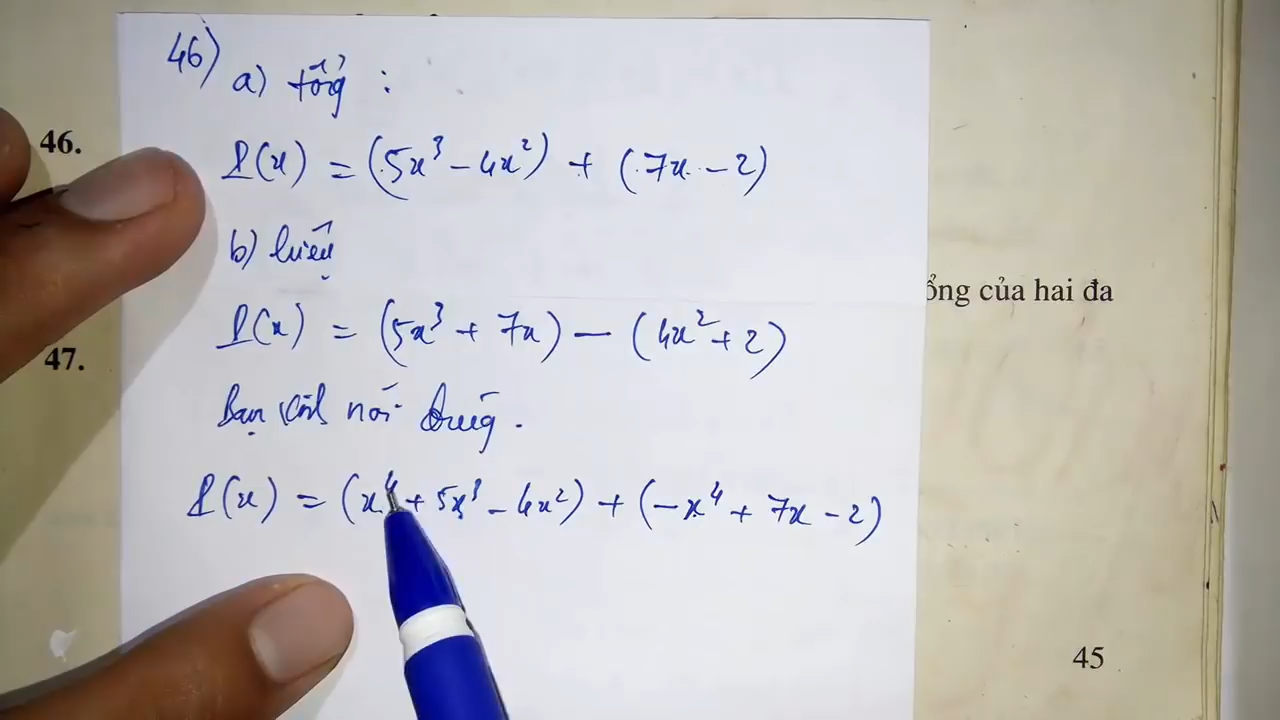 46)
a) tổng :
46.
P(x) = (5x³ - 4x²) + (7x - 2)
b) hiệu
ổng của hai đa
P(x) = (5x³ + 7x) - (4x² + 2)
47.
Bạn nói đúng.
P(x) = (x⁴ + 5x³ - 4x²) + (-x⁴ + 7x - 2)
45